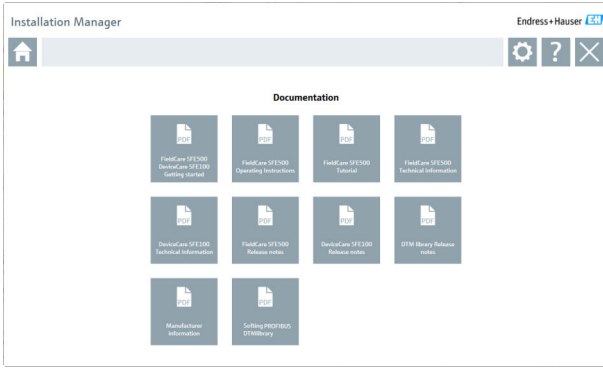 Installation Manager
Endress+Hauser EH
?
Documentation
PDF
FieldCare SFE500
DeviceCare SFE100
Getting started
PDF
FieldCare SFE500
Operating Instructions
PDF
FieldCare SFE500
Tutorial
PDF
FieldCare SFE500
Technical Information
PDF
DeviceCare SFE100
Technical Information
PDF
FieldCare SFE500
Release notes
PDF
DeviceCare SFE100
Release notes
PDF
DTM library Release
notes
PDF
Manufacturer
information
PDF
Softing PROFIBUS
DTMlibrary